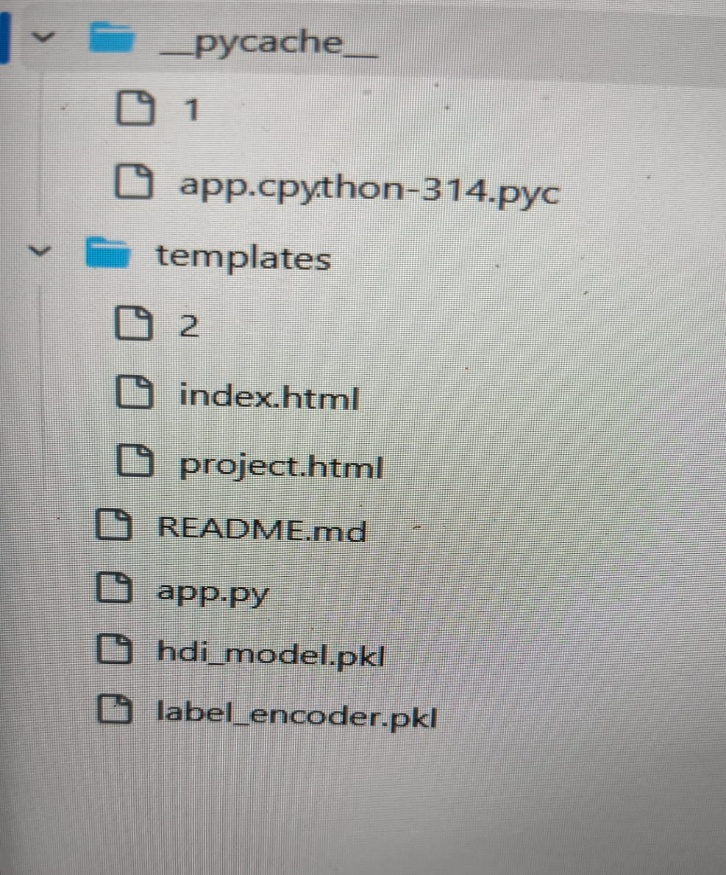 __pycache__
1
app.cpython-314.pyc
templates
2
index.html
project.html
README.md
app.py
hdi_model.pkl
label_encoder.pkl